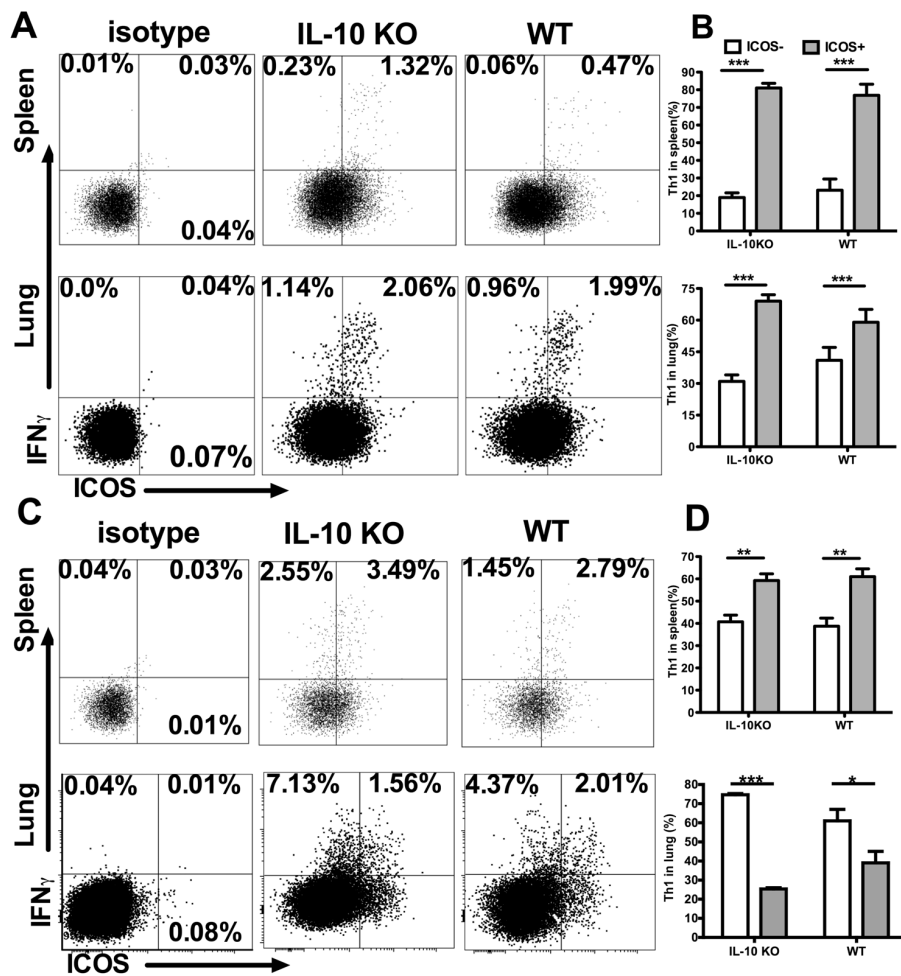 A
isotype
IL-10 KO
WT
Spleen
0.01%
0.03%
0.23%
1.32%
0.06%
0.47%
0.04%
Lung
0.0%
0.04%
1.14%
2.06%
0.96%
1.99%
0.07%
IFNγ
ICOS
B
ICOS-
ICOS+
Th1 in spleen(%)
90
80
70
60
50
40
30
20
10
0
***
***
IL-10KO
WT
Th1 in lung(%)
75
60
45
30
15
0
***
***
IL-10KO
WT
C
isotype
IL-10 KO
WT
Spleen
0.04%
0.03%
2.55%
3.49%
1.45%
2.79%
0.01%
Lung
0.04%
0.01%
7.13%
1.56%
4.37%
2.01%
0.08%
IFNγ
ICOS
D
Th1 in spleen(%)
70
60
50
40
30
20
10
0
**
**
IL-10KO
WT
Th1 in lung (%)
80
70
60
50
40
30
20
10
0
***
*
IL-10 KO
WT